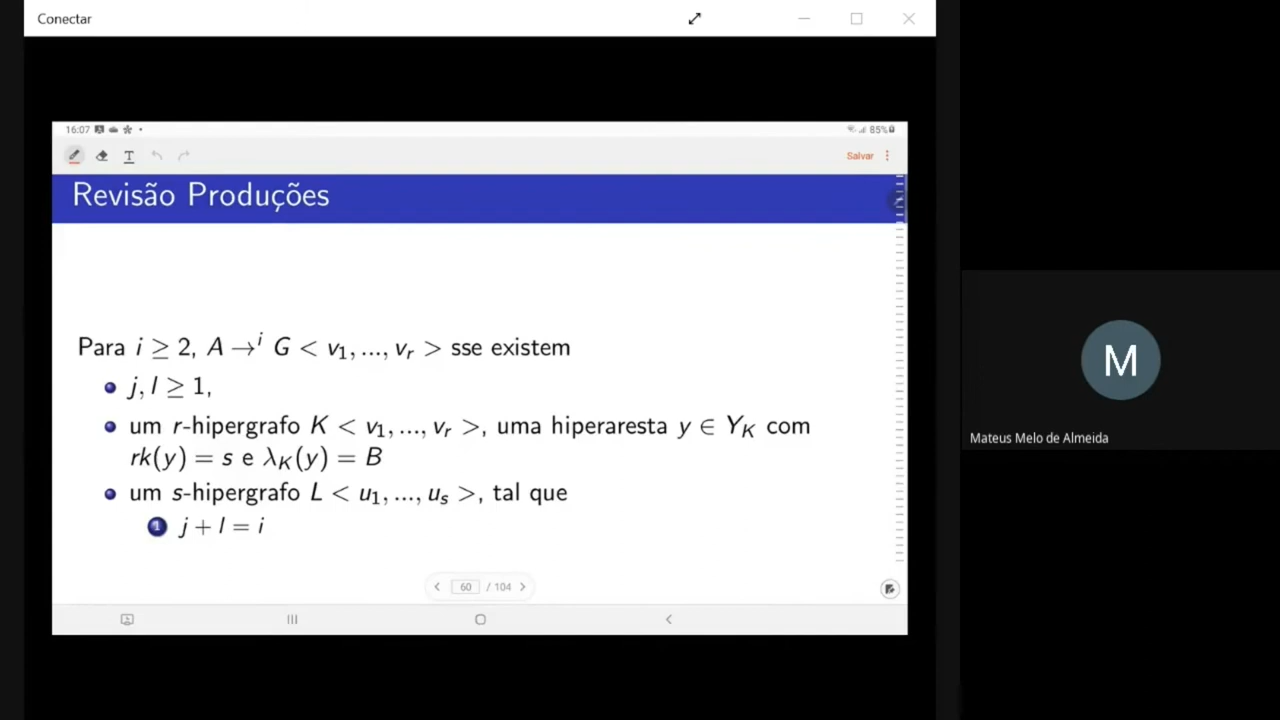 Conectar
16:07
85%
T
Salvar
Revisão Produções
Para i ≥ 2, A →ⁱ G < v₁, ..., vᵣ > sse existem
j, l ≥ 1,
um r-hipergrafo K < v₁, ..., vᵣ >, uma hiperaresta y ∈ Y_K com
rk(y) = s e λ_K(y) = B
um s-hipergrafo L < u₁, ..., uₛ >, tal que
1 j + l = i
60 / 104
M
Mateus Melo de Almeida